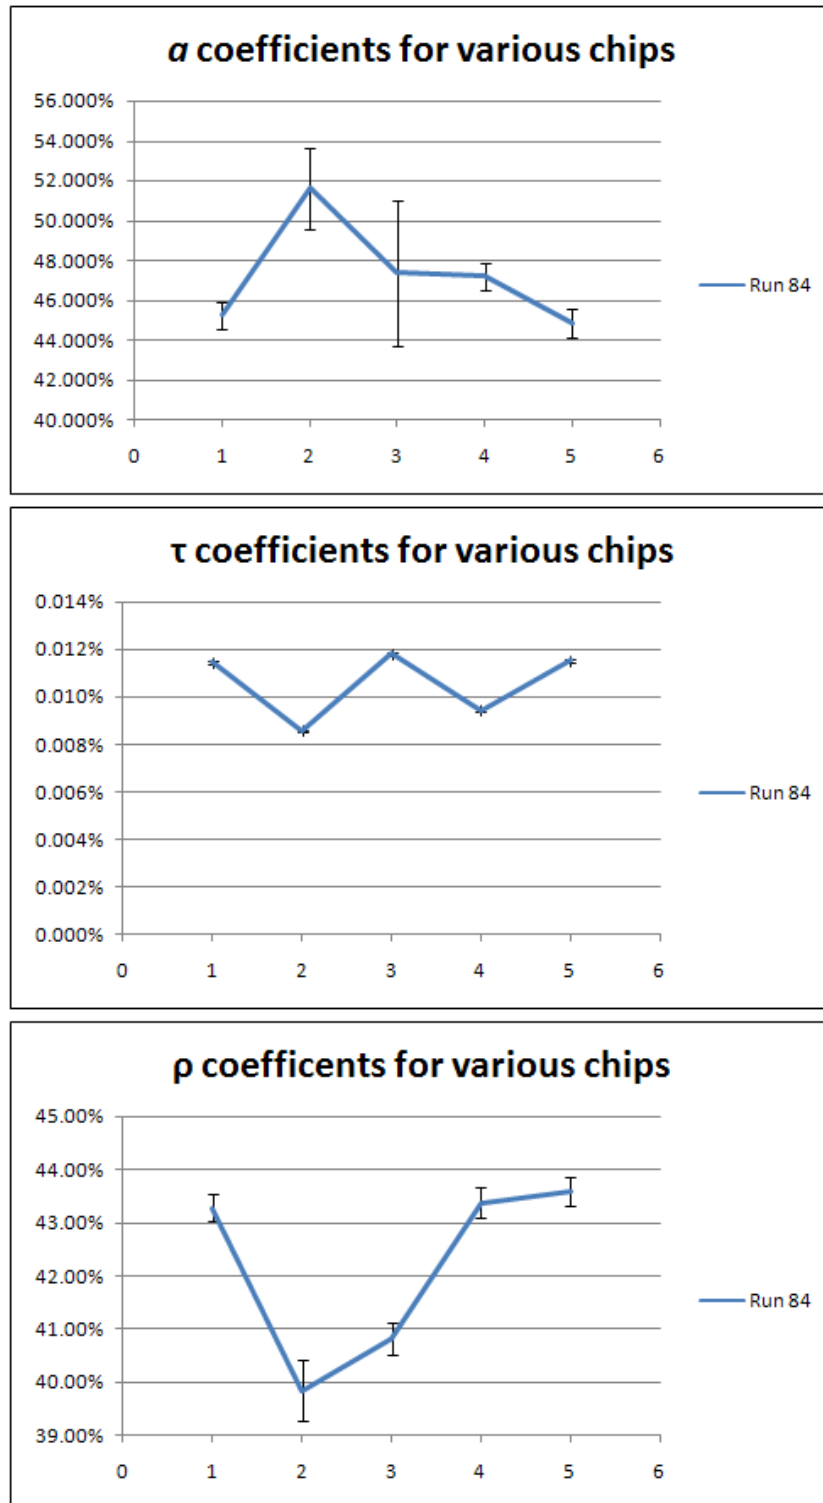 a coefficients for various chips
56.000%
54.000%
52.000%
50.000%
48.000%
46.000%
44.000%
42.000%
40.000%
0 1 2 3 4 5 6
Run 84
τ coefficients for various chips
0.014%
0.012%
0.010%
0.008%
0.006%
0.004%
0.002%
0.000%
0 1 2 3 4 5 6
Run 84
ρ coefficents for various chips
45.00%
44.00%
43.00%
42.00%
41.00%
40.00%
39.00%
0 1 2 3 4 5 6
Run 84